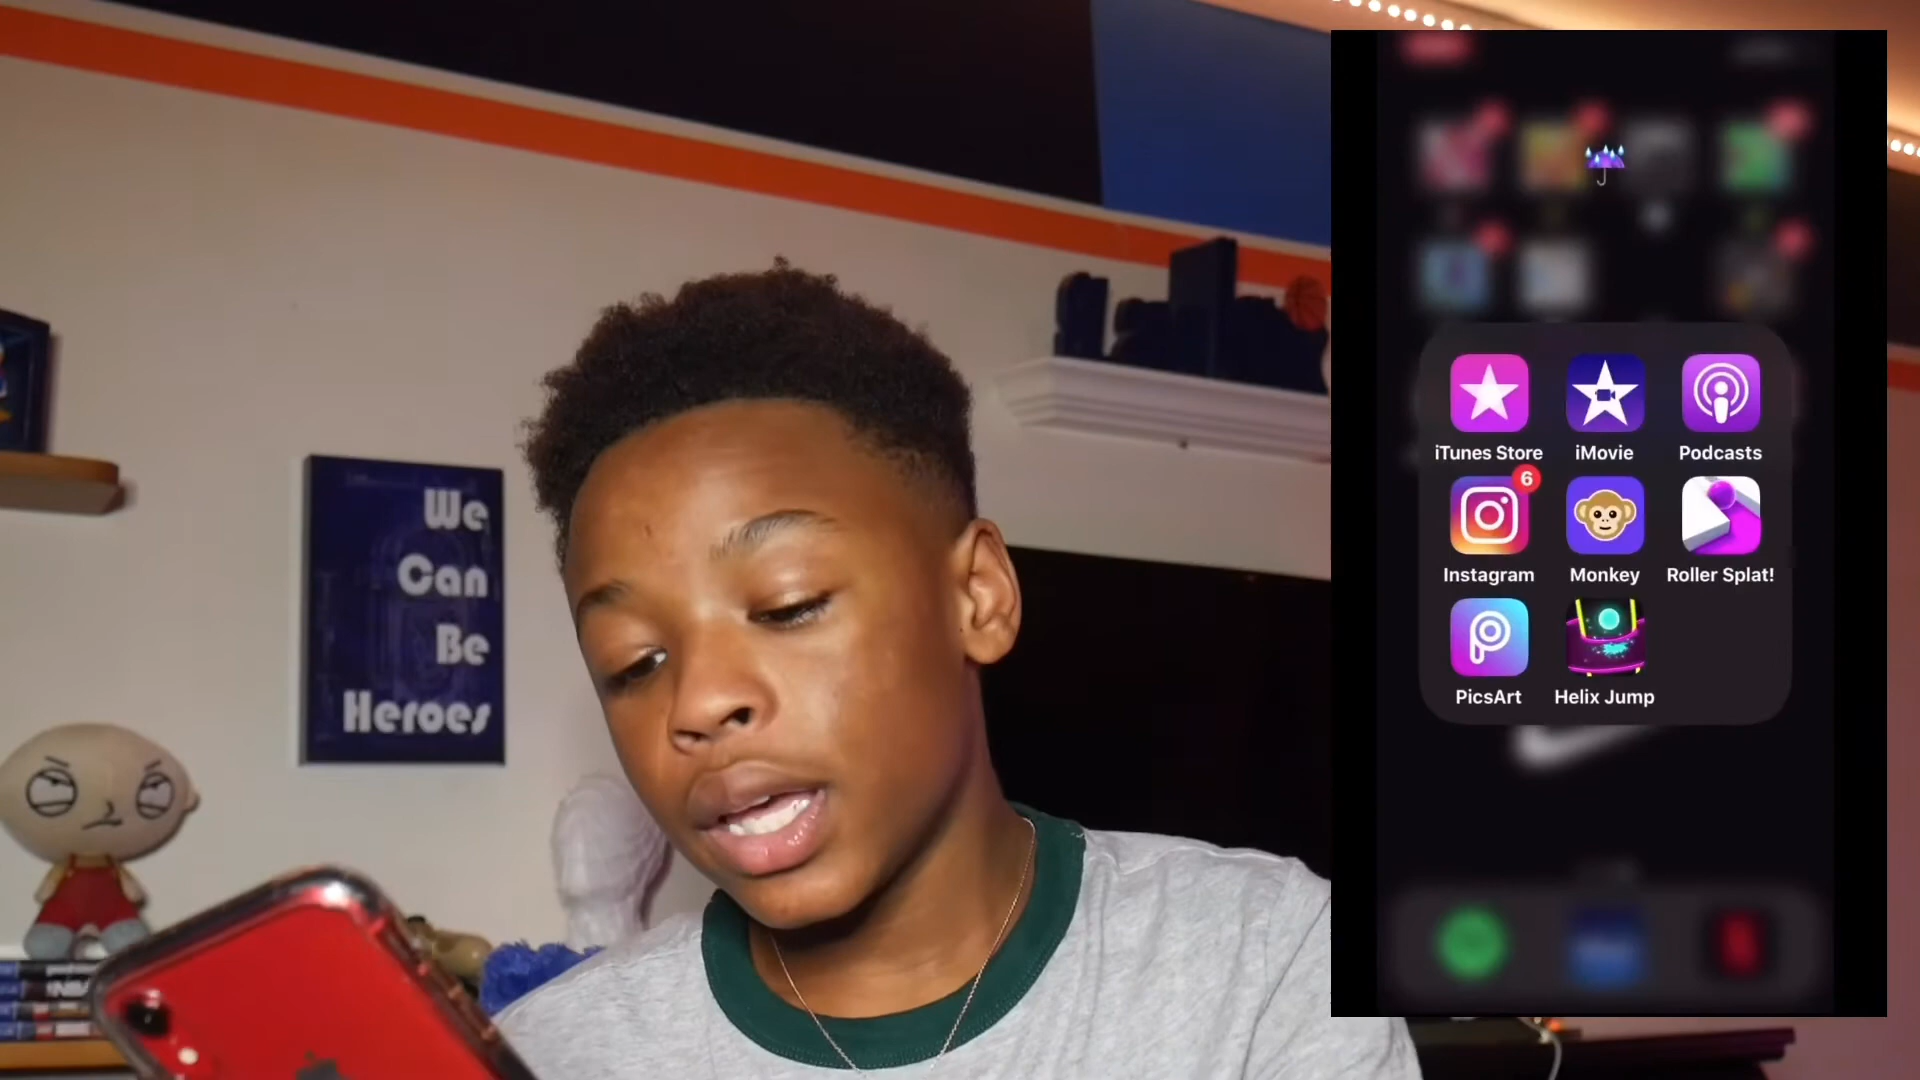 We
Can
Be
Heroes
iTunes Store
iMovie
Podcasts
6
Instagram
Monkey
Roller Splat!
PicsArt
Helix Jump